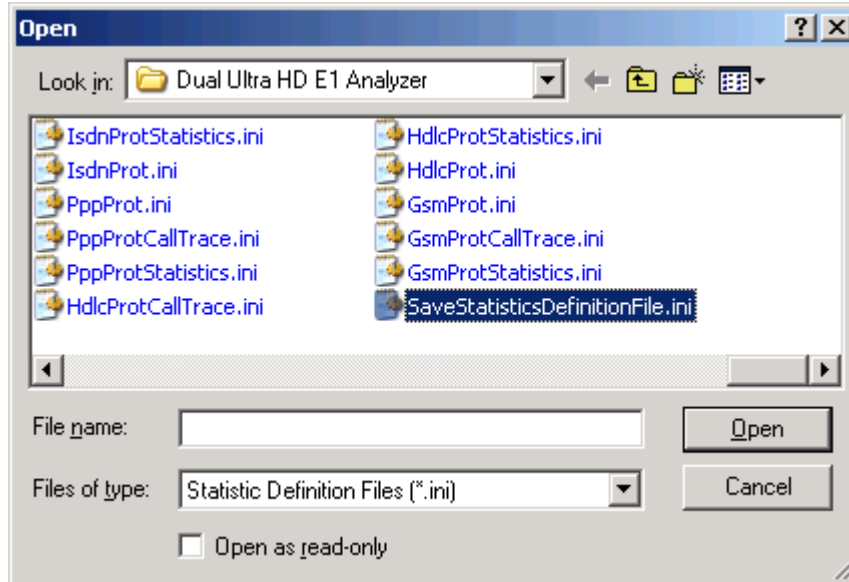 Open
Look in: Dual Ultra HD E1 Analyzer
IsdnProtStatistics.ini
IsdnProt.ini
PppProt.ini
PppProtCallTrace.ini
PppProtStatistics.ini
HdlcProtCallTrace.ini
HdlcProtStatistics.ini
HdlcProt.ini
GsmProt.ini
GsmProtCallTrace.ini
GsmProtStatistics.ini
SaveStatisticsDefinitionFile.ini
File name:
Open
Files of type: Statistic Definition Files (*.ini)
Cancel
Open as read-only